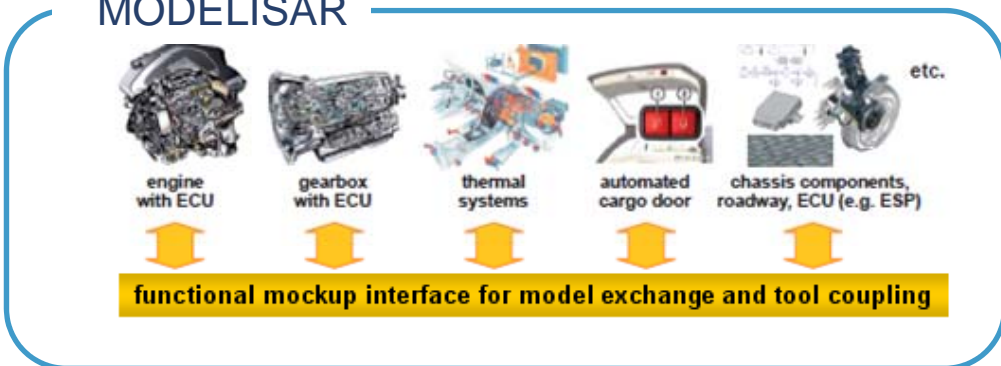 MODELISAR
etc.
engine
with ECU
gearbox
with ECU
thermal
systems
automated
cargo door
chassis components,
roadway, ECU (e.g. ESP)
functional mockup interface for model exchange and tool coupling